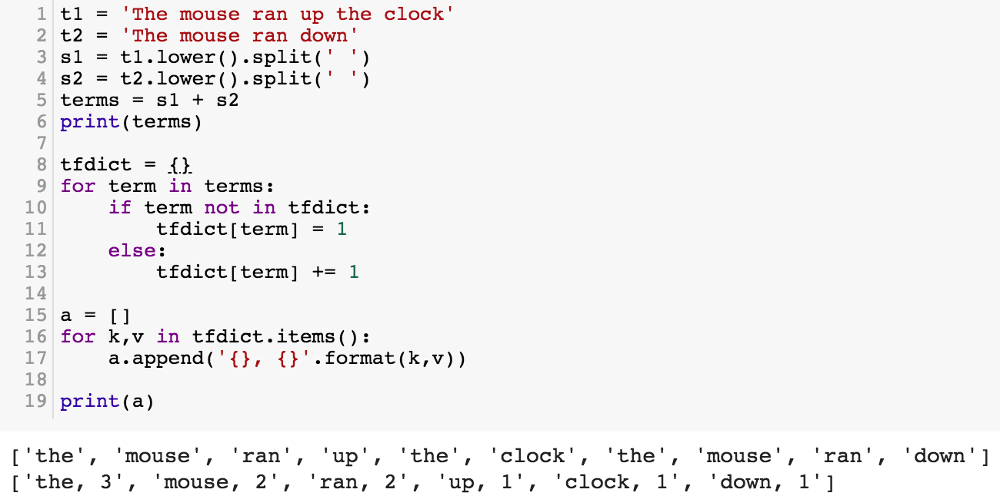 1 t1 = 'The mouse ran up the clock'
2 t2 = 'The mouse ran down'
3 s1 = t1.lower().split(' ')
4 s2 = t2.lower().split(' ')
5 terms = s1 + s2
6 print(terms)
7
8 tfdict = {}
9 for term in terms:
10     if term not in tfdict:
11         tfdict[term] = 1
12     else:
13         tfdict[term] += 1
14
15 a = []
16 for k,v in tfdict.items():
17     a.append('{}, {}'.format(k,v))
18
19 print(a)
['the', 'mouse', 'ran', 'up', 'the', 'clock', 'the', 'mouse', 'ran', 'down']
['the, 3', 'mouse, 2', 'ran, 2', 'up, 1', 'clock, 1', 'down, 1']